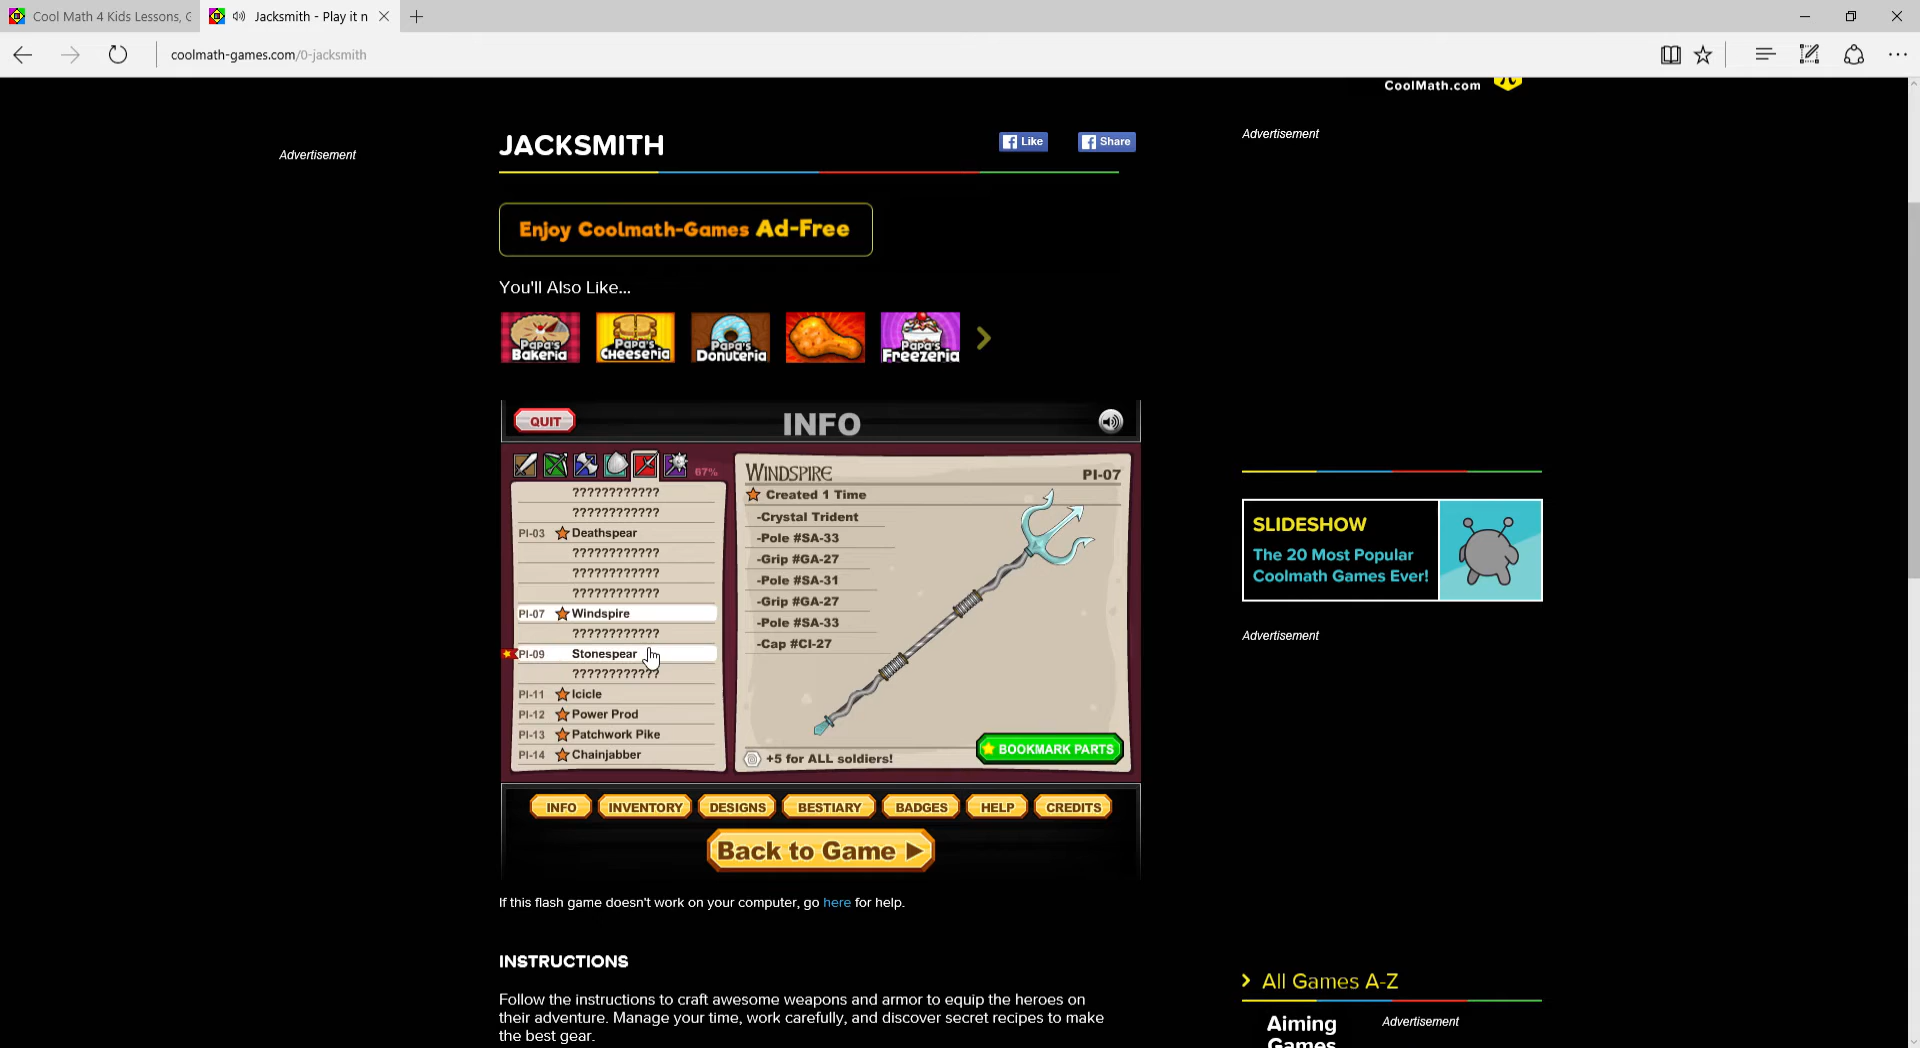 Cool Math 4 Kids Lessons, G
Jacksmith - Play it n
coolmath-games.com/0-jacksmith
CoolMath.com
Advertisement
JACKSMITH
Like
Share
Advertisement
Enjoy Coolmath-Games Ad-Free
You'll Also Like...
Papa's Bakeria
Papa's Cheeseria
Papa's Donuteria
Papa's Freezeria
QUIT
INFO
67%
????????????
????????????
PI-03 Deathspear
????????????
????????????
????????????
PI-07 Windspire
????????????
PI-09 Stonespear
????????????
PI-11 Icicle
PI-12 Power Prod
PI-13 Patchwork Pike
PI-14 Chainjabber
WINDSPIRE PI-07
Created 1 Time
-Crystal Trident
-Pole #SA-33
-Grip #GA-27
-Pole #SA-31
-Grip #GA-27
-Pole #SA-33
-Cap #CI-27
+5 for ALL soldiers!
BOOKMARK PARTS
INFO
INVENTORY
DESIGNS
BESTIARY
BADGES
HELP
CREDITS
Back to Game
If this flash game doesn't work on your computer, go here for help.
INSTRUCTIONS
Follow the instructions to craft awesome weapons and armor to equip the heroes on
their adventure. Manage your time, work carefully, and discover secret recipes to make
the best gear.
SLIDESHOW
The 20 Most Popular
Coolmath Games Ever!
Advertisement
All Games A-Z
Aiming
Games
Advertisement